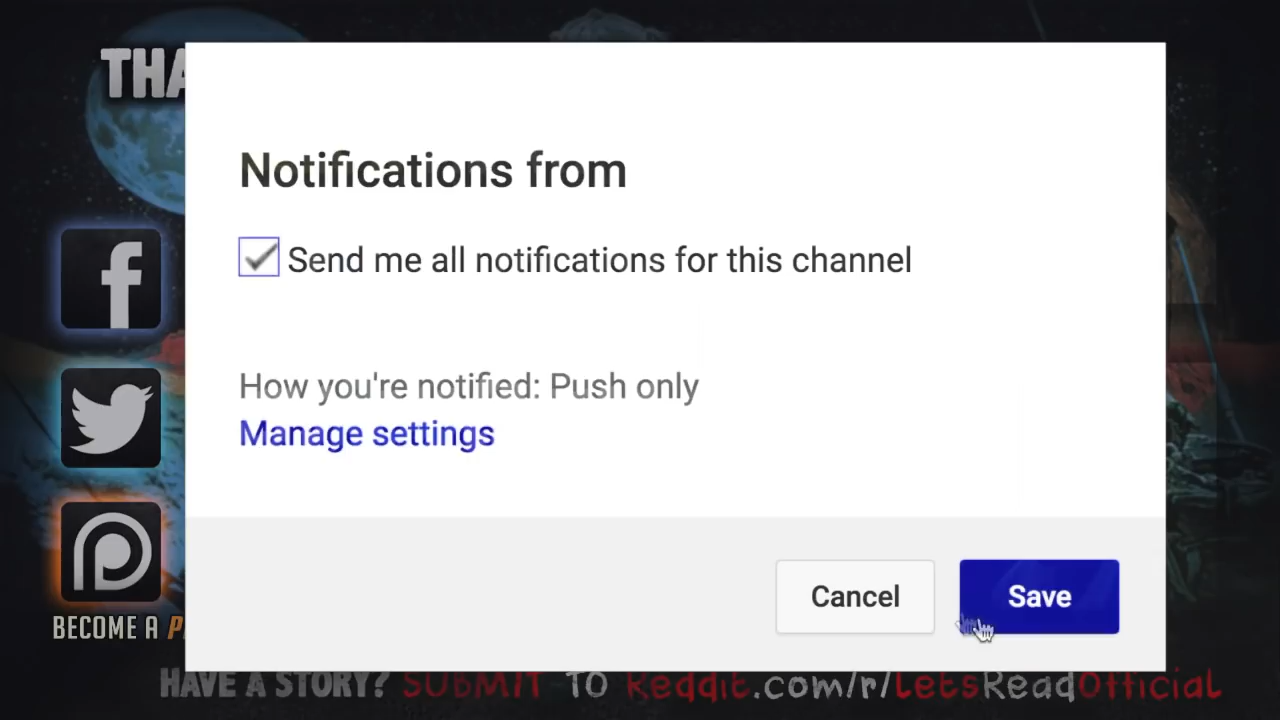 THA
Notifications from
Send me all notifications for this channel
How you're notified: Push only
Manage settings
Cancel
Save
BECOME A P
HAVE A STORY? SUBMIT TO Reddit.com/r/LetsReadOfficial